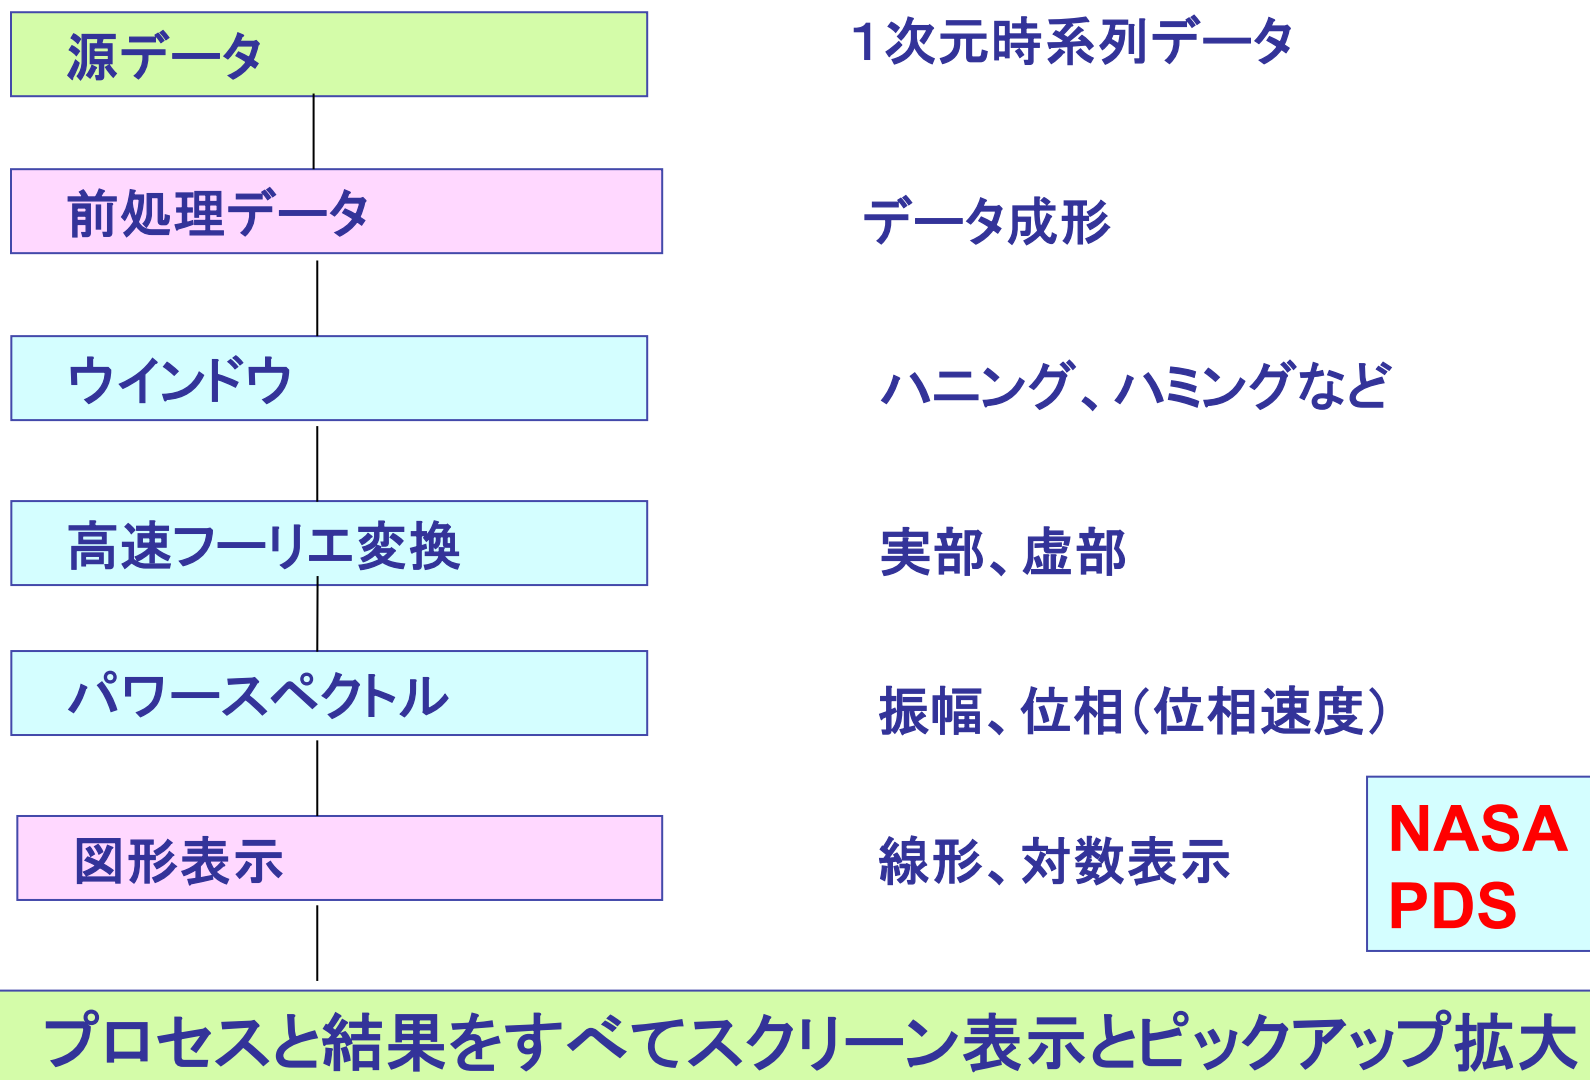 源データ
1次元時系列データ
前処理データ
データ成形
ウインドウ
ハニング、ハミングなど
高速フーリエ変換
実部、虚部
パワースペクトル
振幅、位相(位相速度)
図形表示
線形、対数表示
NASA
PDS
プロセスと結果をすべてスクリーン表示とピックアップ拡大